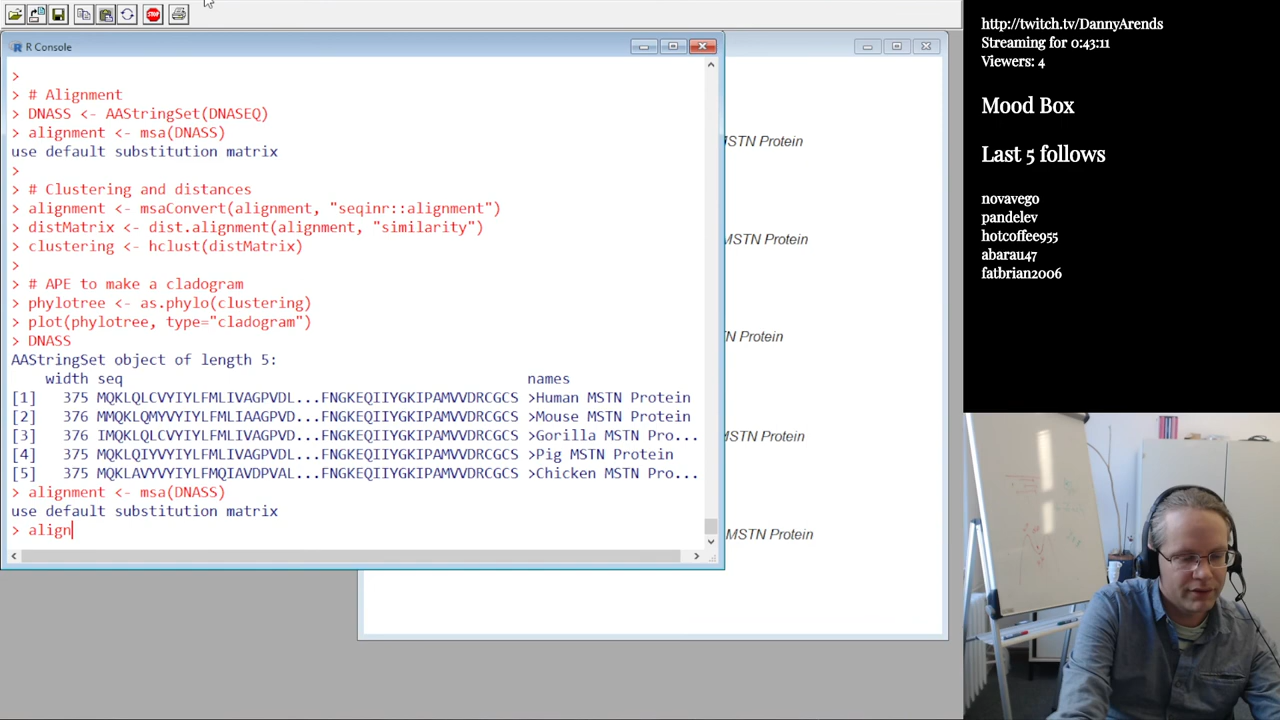 R Console
>
> # Alignment
> DNASS <- AAStringSet(DNASEQ)
> alignment <- msa(DNASS)
use default substitution matrix
>
> # Clustering and distances
> alignment <- msaConvert(alignment, "seqinr::alignment")
> distMatrix <- dist.alignment(alignment, "similarity")
> clustering <- hclust(distMatrix)
>
> # APE to make a cladogram
> phylotree <- as.phylo(clustering)
> plot(phylotree, type="cladogram")
> DNASS
AAStringSet object of length 5:
width seq names
[1] 375 MQKLQLCVYIYLFMLIVAGPVDL...FNGKEQIIYGKIPAMVVDRCGCS >Human MSTN Protein
[2] 376 MMQKLQMYVYIYLFMLIAAGPVD...FNGKEQIIYGKIPAMVVDRCGCS >Mouse MSTN Protein
[3] 376 IMQKLQLCVYIYLFMLIVAGPVD...FNGKEQIIYGKIPAMVVDRCGCS >Gorilla MSTN Pro...
[4] 375 MQKLQIYVYIYLFMLIVAGPVDL...FNGKEQIIYGKIPAMVVDRCGCS >Pig MSTN Protein
[5] 375 MQKLAVYVYIYLFMQIAVDPVAL...FNGKEQIIYGKIPAMVVDRCGCS >Chicken MSTN Pro...
> alignment <- msa(DNASS)
use default substitution matrix
> align
MSTN Protein
MSTN Protein
TN Protein
MSTN Protein
MSTN Protein
http://twitch.tv/DannyArends
Streaming for 0:43:11
Viewers: 4
Mood Box
Last 5 follows
novavego
pandelev
hotcoffee955
abarau47
fatbrian2006
STOP